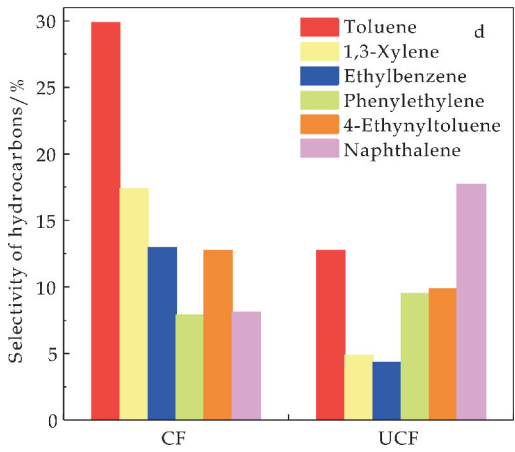 d
Toluene
1,3-Xylene
Ethylbenzene
Phenylethylene
4-Ethynyltoluene
Naphthalene
Selectivity of hydrocarbons/%
30
25
20
15
10
5
0
CF
UCF